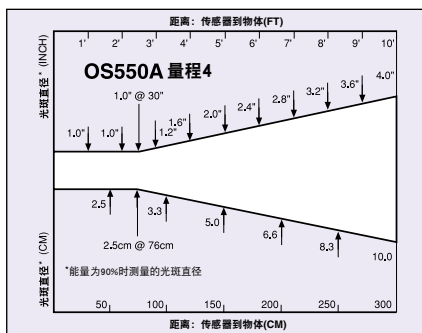 距离：传感器到物体(FT)
1' 2' 3' 4' 5' 6' 7' 8' 9' 10'
光斑直径* (INCH)
OS550A 量程4
1.0" @ 30"
1.0" 1.0" 1.2" 1.6" 2.0" 2.4" 2.8" 3.2" 3.6" 4.0"
2.5 3.3 5.0 6.6 8.3 10.0
2.5cm @ 76cm
*能量为90%时测量的光斑直径
光斑直径* (CM)
50 100 150 200 250 300
距离：传感器到物体(CM)